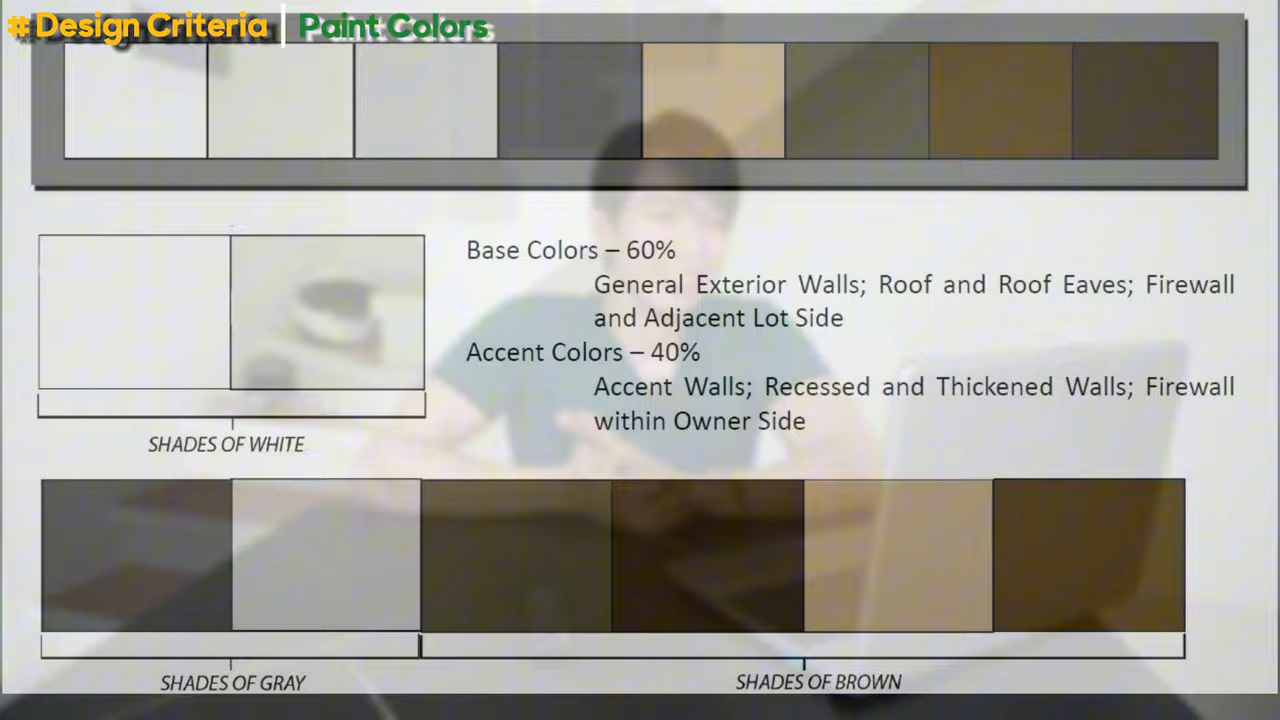 # Design Criteria | Paint Colors
Base Colors – 60%
General Exterior Walls; Roof and Roof Eaves; Firewall
and Adjacent Lot Side
Accent Colors – 40%
Accent Walls; Recessed and Thickened Walls; Firewall
within Owner Side
SHADES OF WHITE
SHADES OF GRAY
SHADES OF BROWN